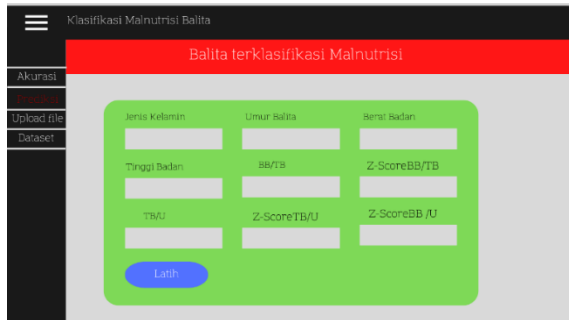 Klasifikasi Malnutrisi Balita
Balita terklasifikasi Malnutrisi
Akurasi
Upload file
Dataset
Jenis Kelamin
Umur Balita
Berat Badan
Tinggi Badan
BB/TB
Z-ScoreBB/TB
TB/U
Z-ScoreTB/U
Z-ScoreBB /U
Latih